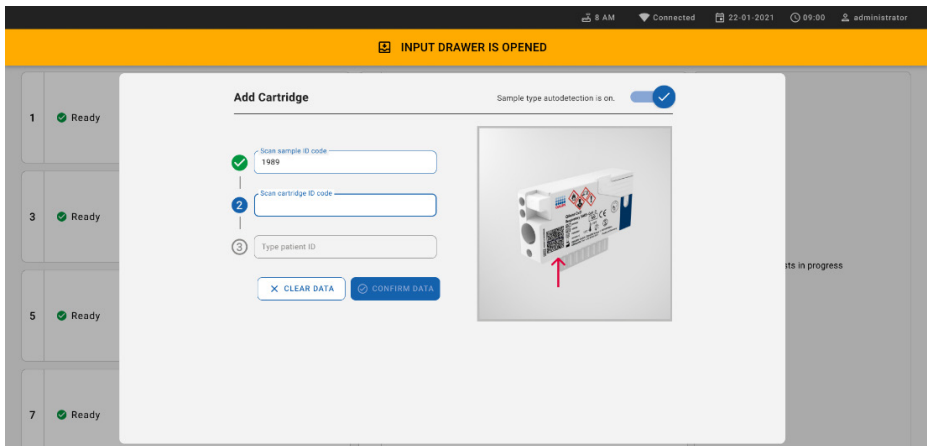 8 AM Connected 22-01-2021 09:00 administrator
INPUT DRAWER IS OPENED
Add Cartridge
Sample type autodetection is on.
1 Ready
Scan sample ID code
1989
Scan cartridge ID code
2
3 Ready
3 Type patient ID
sts in progress
CLEAR DATA
CONFIRM DATA
5 Ready
7 Ready